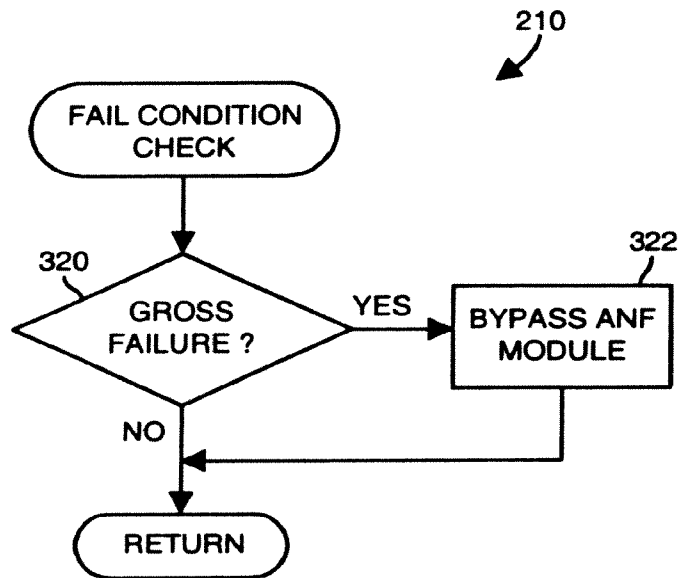 210
FAIL CONDITION
CHECK
320
GROSS
FAILURE ?
YES
322
BYPASS ANF
MODULE
NO
RETURN